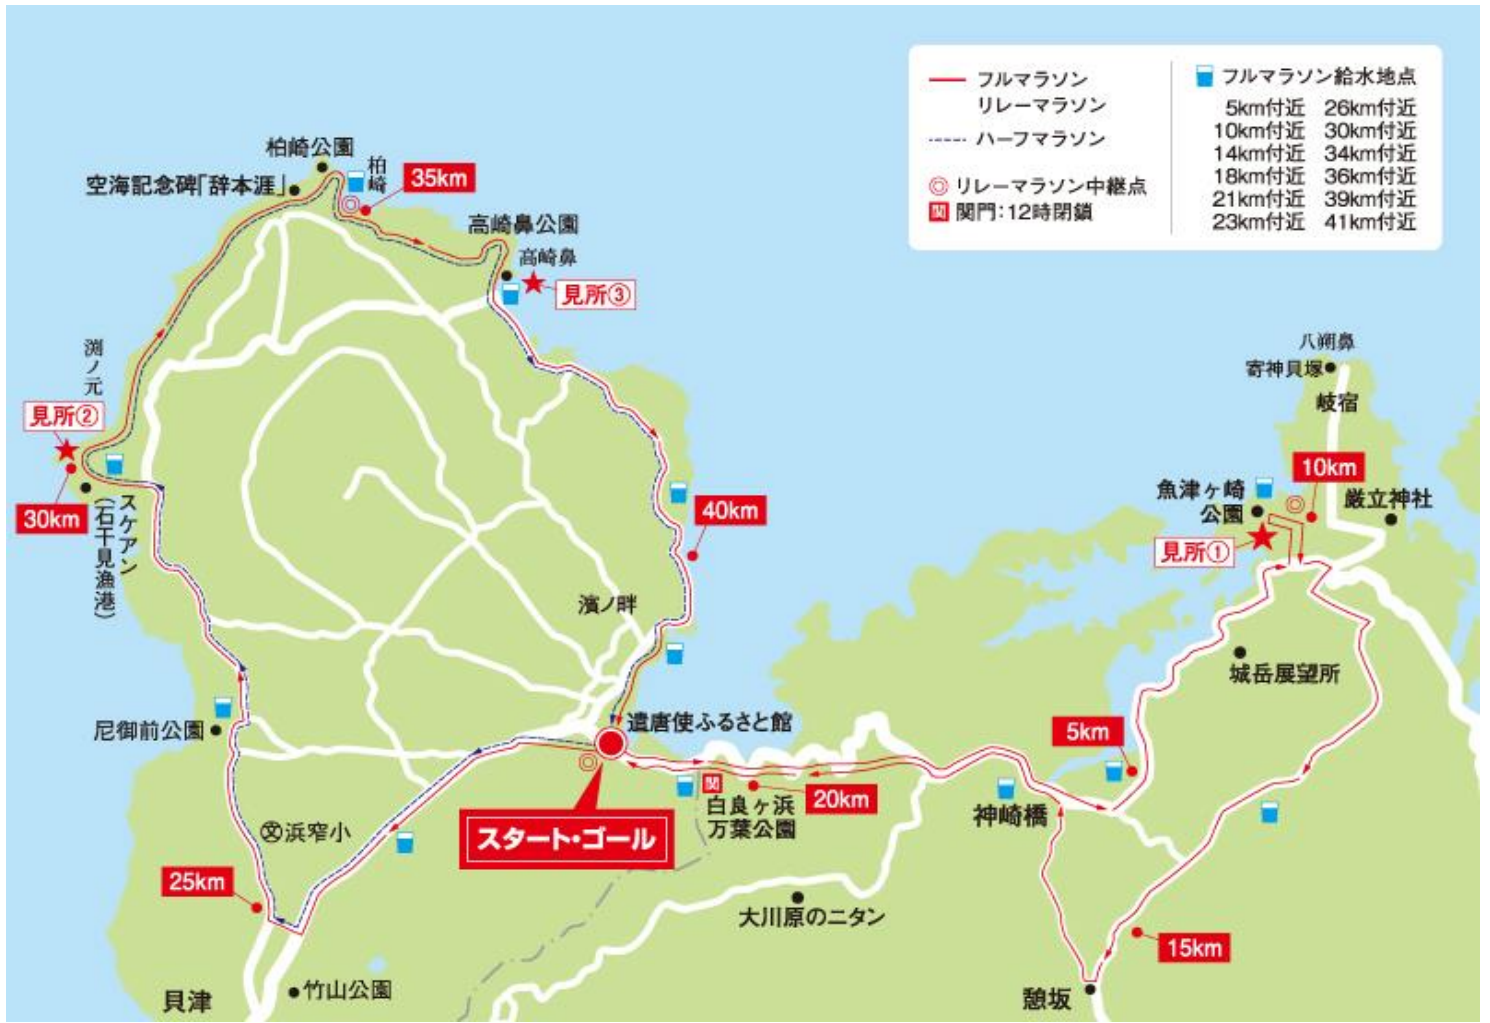 フルマラソン
リレーマラソン
ハーフマラソン
リレーマラソン中継点
関 関門:12時閉鎖
フルマラソン給水地点
5km付近 26km付近
10km付近 30km付近
14km付近 34km付近
18km付近 36km付近
21km付近 39km付近
23km付近 41km付近
柏崎公園
柏崎
空海記念碑「辞本涯」
35km
高崎鼻公園
高崎鼻
見所③
渕ノ元
見所②
30km
スケアン
(石干見漁港)
40km
濱ノ畔
尼御前公園
遣唐使ふるさと館
スタート・ゴール
文浜窄小
25km
貝津
竹山公園
関
白良ヶ浜
万葉公園
20km
大川原のニタン
神崎橋
5km
八朔鼻
寄神貝塚
岐宿
10km
魚津ヶ崎
公園
厳立神社
見所①
城岳展望所
15km
憩坂